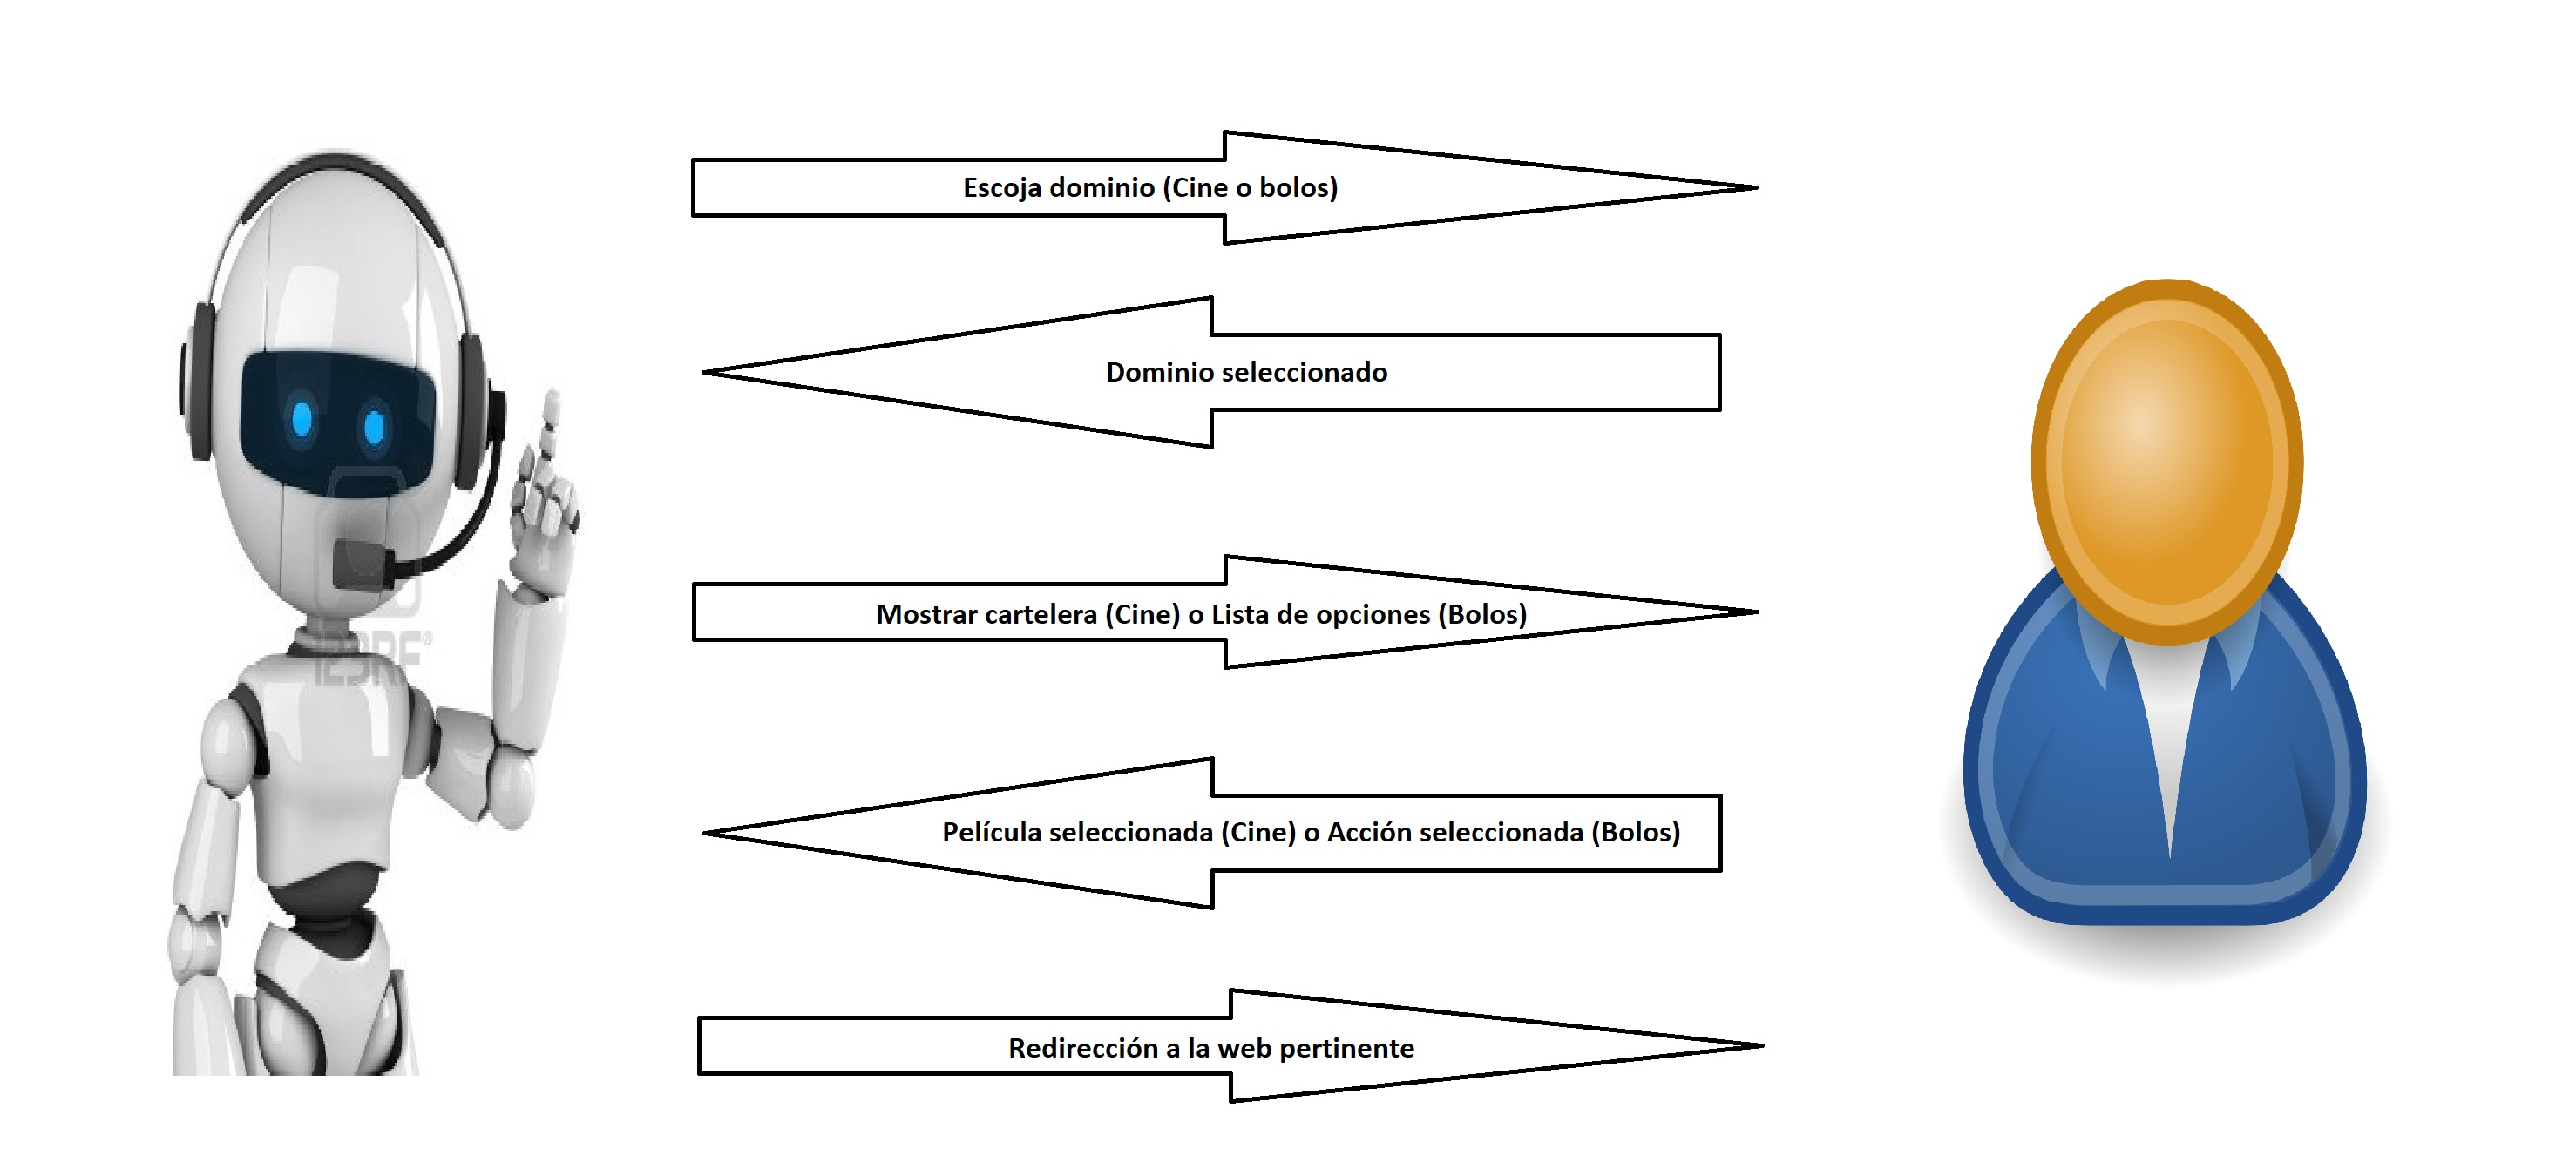 Escoja dominio (Cine o bolos)
Dominio seleccionado
Mostrar cartelera (Cine) o Lista de opciones (Bolos)
123RF®
Película seleccionada (Cine) o Acción seleccionada (Bolos)
Redirección a la web pertinente